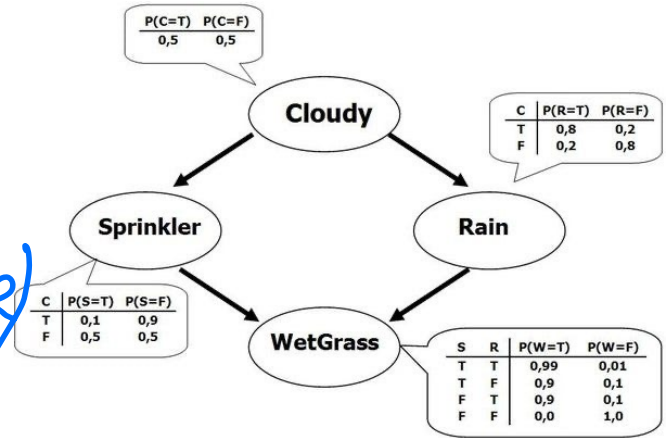 P(C=T) P(C=F)
0,5 0,5
Cloudy
C P(R=T) P(R=F)
T 0,8 0,2
F 0,2 0,8
Sprinkler
Rain
C P(S=T) P(S=F)
T 0,1 0,9
F 0,5 0,5
WetGrass
S R P(W=T) P(W=F)
T T 0,99 0,01
T F 0,9 0,1
F T 0,9 0,1
F F 0,0 1,0